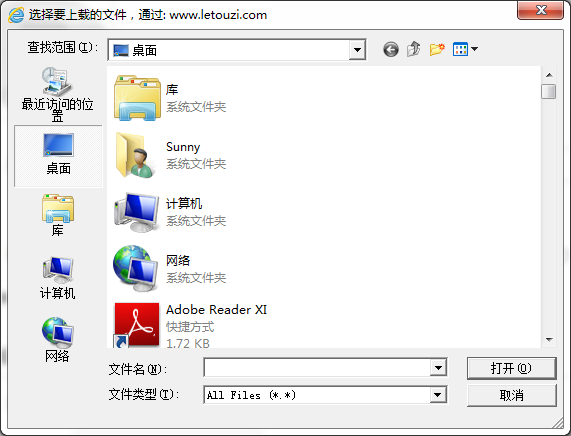 选择要上载的文件，通过: www.letouzi.com
查找范围(I):
桌面
最近访问的位
置
桌面
库
计算机
网络
库
系统文件夹
Sunny
系统文件夹
计算机
系统文件夹
网络
系统文件夹
Adobe Reader XI
快捷方式
1.72 KB
文件名(N):
打开(O)
文件类型(T):
All Files (*.*)
取消